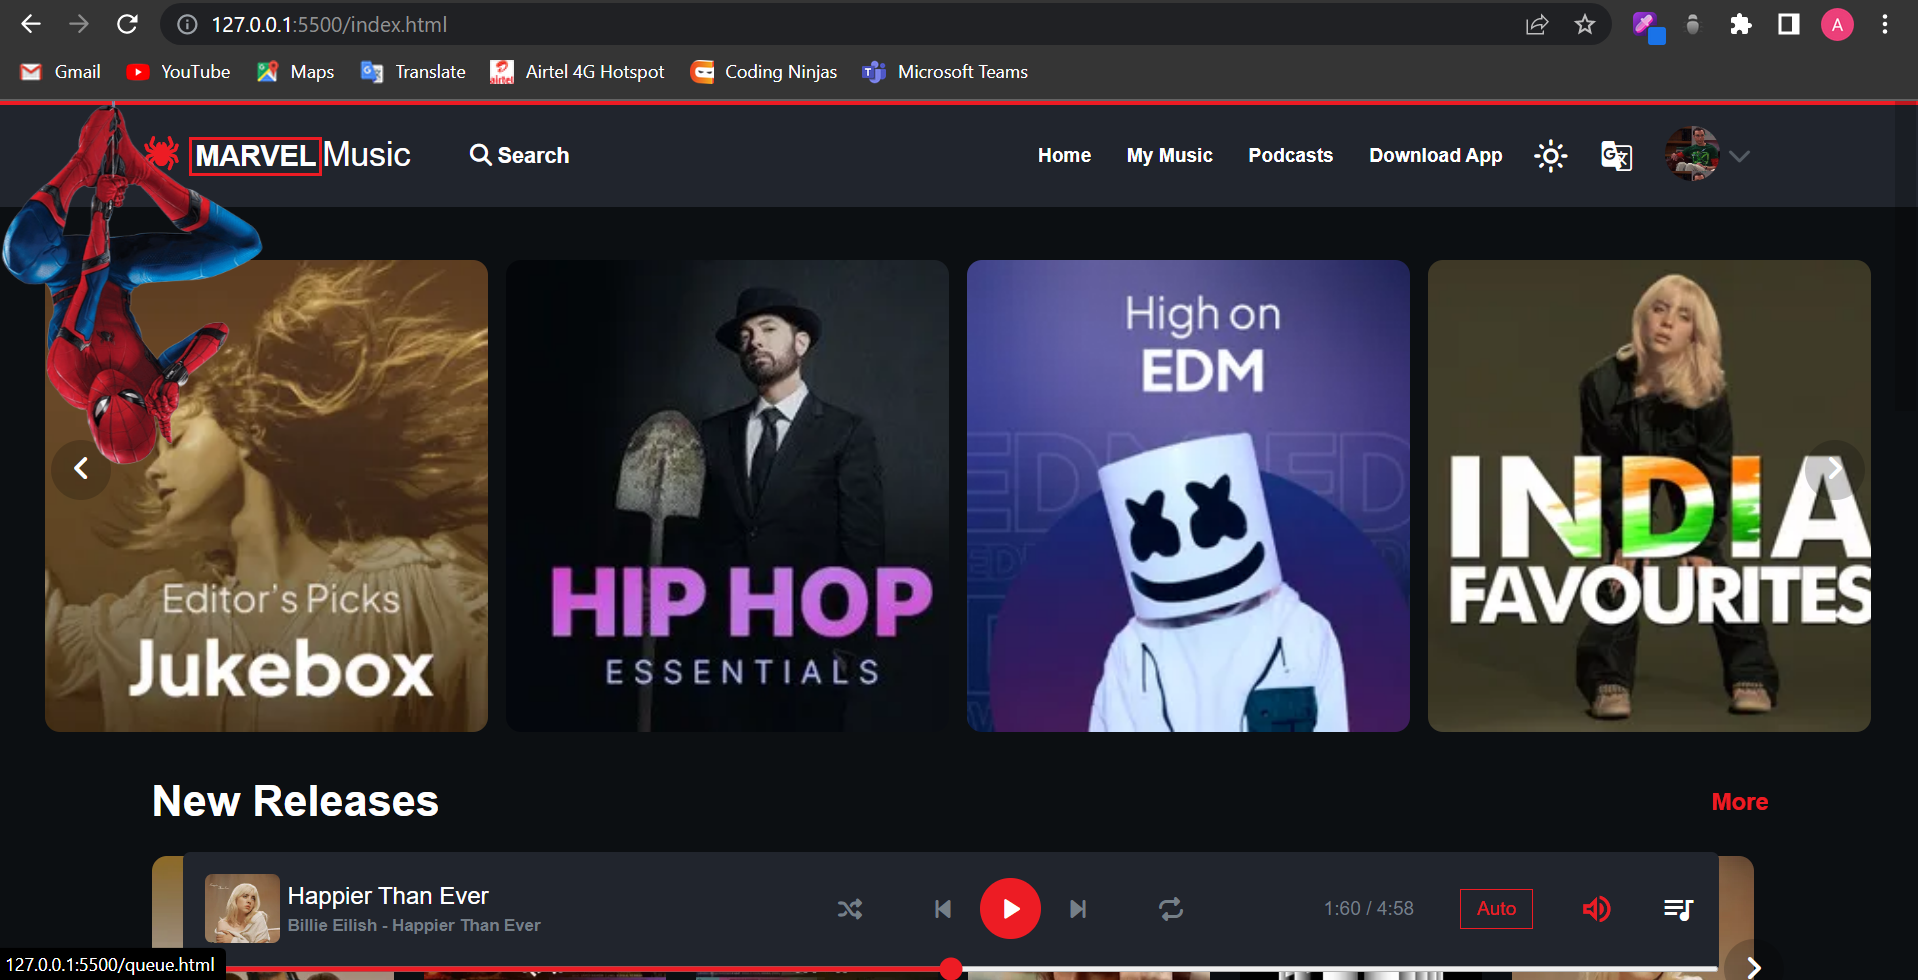 127.0.0.1:5500/index.html
A
Gmail YouTube Maps Translate Airtel 4G Hotspot Coding Ninjas Microsoft Teams
MARVEL Music Search Home My Music Podcasts Download App
High on
EDM
INDIA
FAVOURITES
HIP HOP
ESSENTIALS
Editor's Picks
Jukebox
New Releases More
Happier Than Ever
Billie Eilish - Happier Than Ever
1:60 / 4:58 Auto
127.0.0.1:5500/queue.html